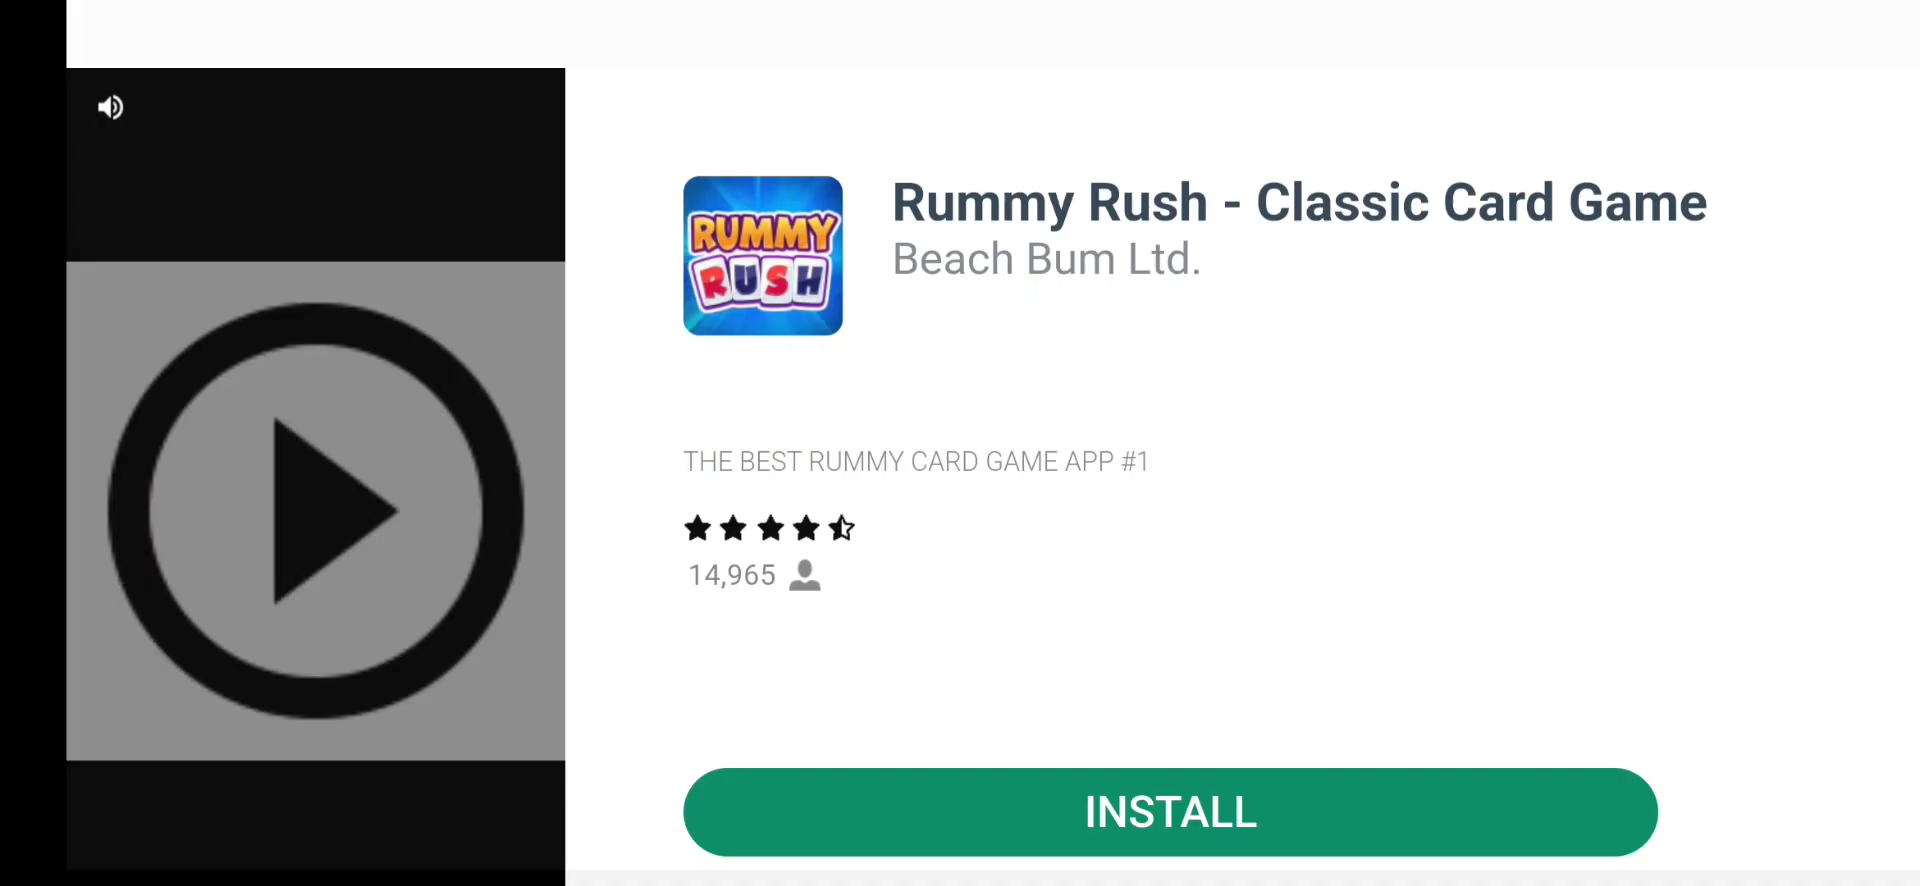 RUMMY
RUSH
Rummy Rush - Classic Card Game
Beach Bum Ltd.
THE BEST RUMMY CARD GAME APP #1
14,965
INSTALL